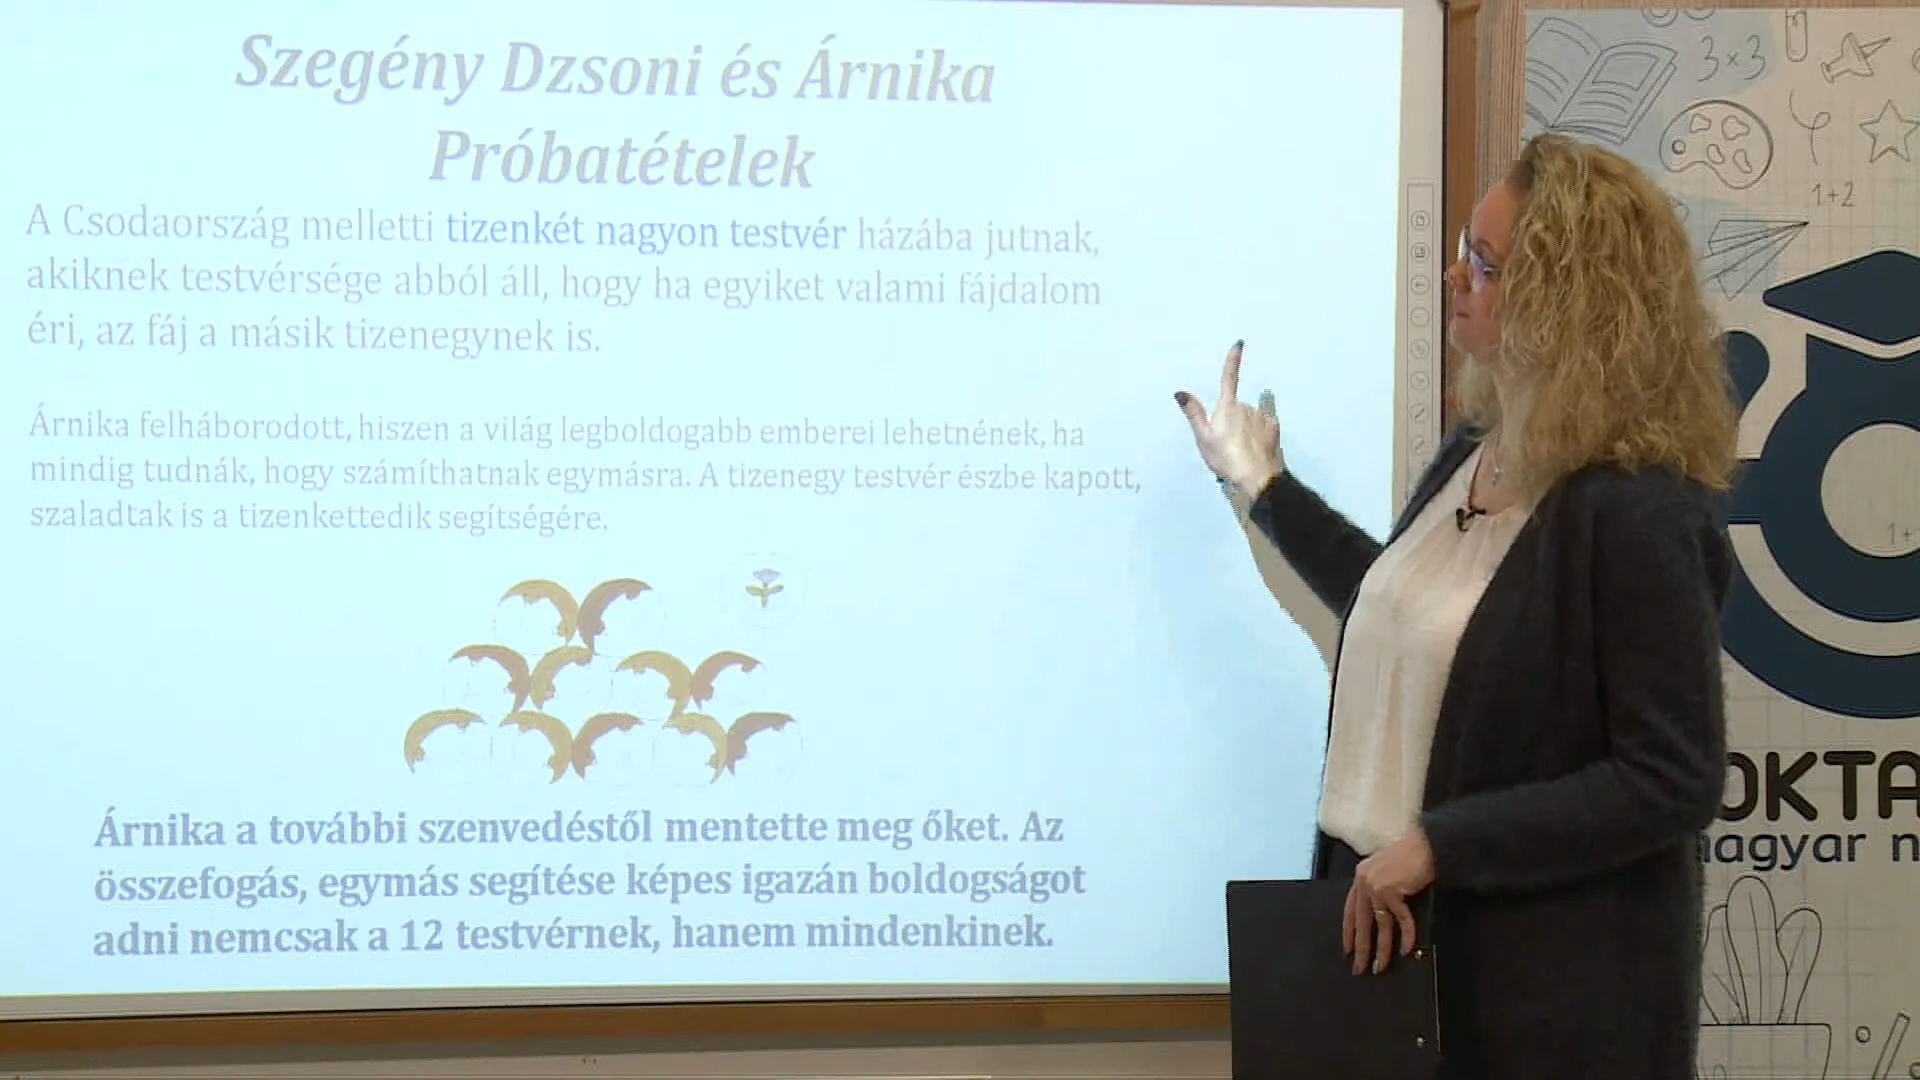 Szegény Dzsoni és Árnika
Próbatételek
A Csodaország melletti tizenkét nagyon testvér házába jutnak,
akiknek testvérsége abból áll, hogy ha egyiket valami fájdalom
éri, az fáj a másik tizenegynek is.
Árnika felháborodott, hiszen a világ legboldogabb emberei lehetnének, ha
mindig tudnák, hogy számíthatnak egymásra. A tizenegy testvér észbe kapott,
szaladtak is a tizenkettedik segítségére.
Árnika a további szenvedéstől mentette meg őket. Az
összefogás, egymás segítése képes igazán boldogságot
adni nemcsak a 12 testvérnek, hanem mindenkinek.
3×3
1+2
1+
OKTA
agyar n